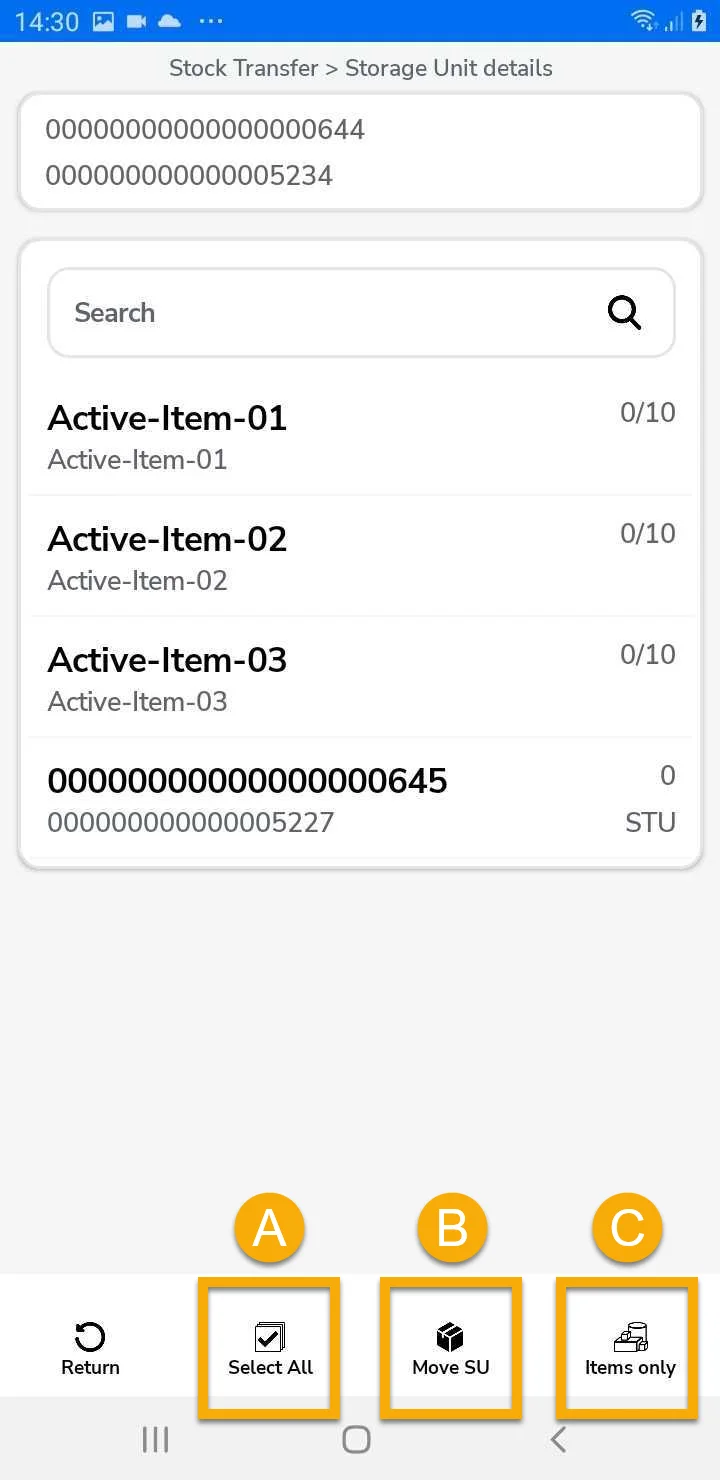 14:30
Stock Transfer > Storage Unit details
00000000000000000644
000000000000005234
Search
Active-Item-01 0/10
Active-Item-01
Active-Item-02 0/10
Active-Item-02
Active-Item-03 0/10
Active-Item-03
00000000000000000645 0
000000000000005227 STU
A B C
Return Select All Move SU Items only